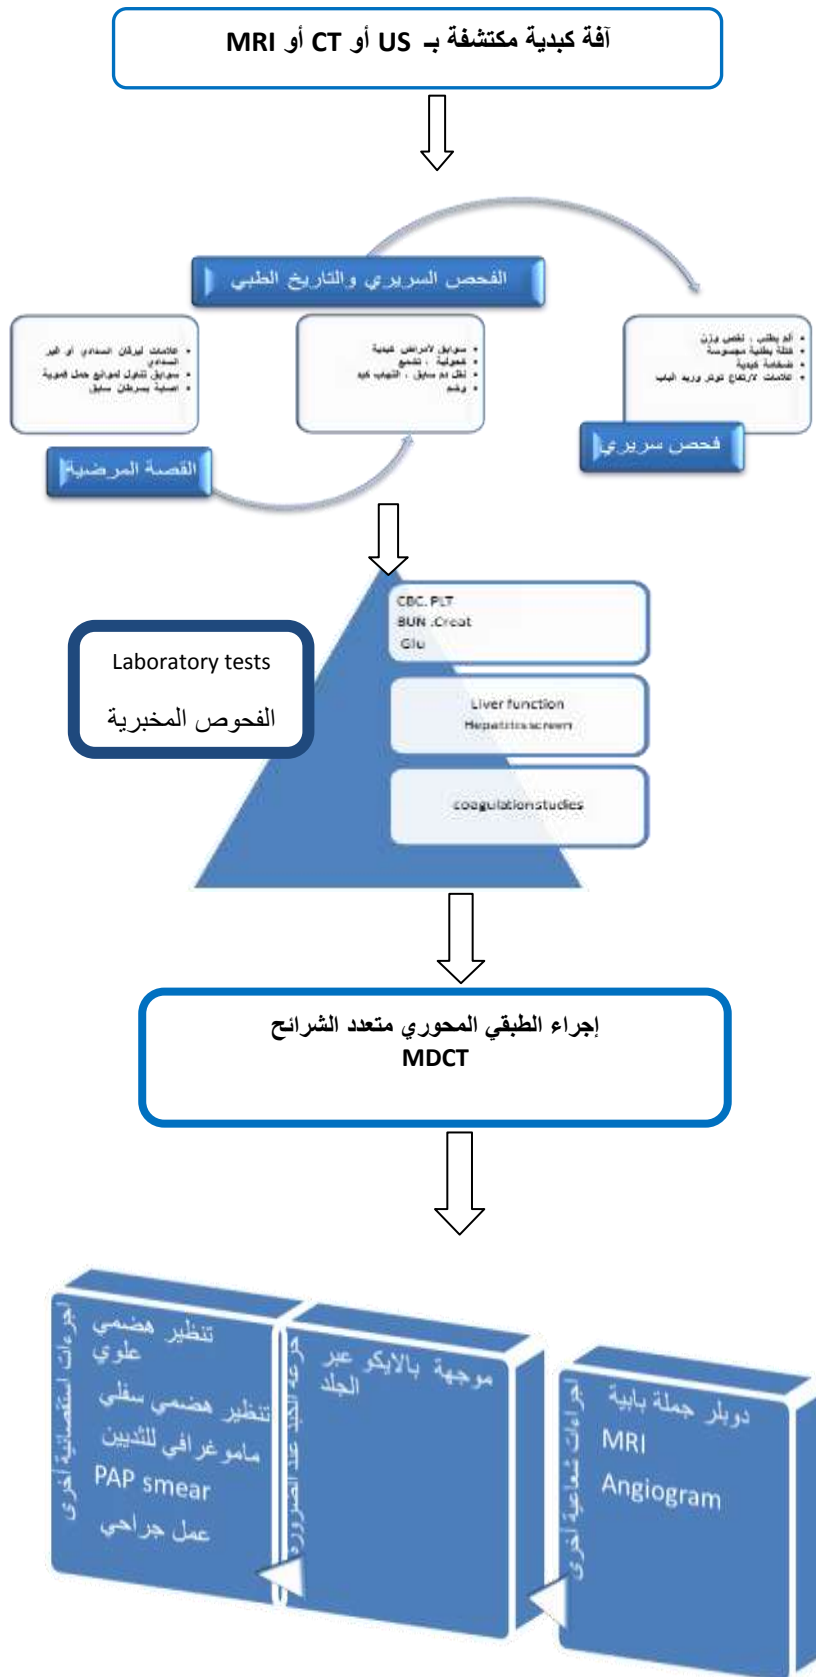 آفة كبدية مكتشفة بـ US أو CT أو MRI
الفحص السريري والتاريخ الطبي
ألم بطني ، نقص وزن
كتلة بطنية مجسوسة
ضخامة كبدية
علامات لارتفاع توتر وريد الباب
فحص سريري
سوابق لأمراض كبدية
كحولية ، تشمع
نقل دم سابق ، التهاب كبد
وشم
علامات ليرقان انسدادي أو غير
انسدادي
سوابق تناول لموانع حمل فموية
اصابة بسرطان سابق
القصة المرضية
Laboratory tests
الفحوص المخبرية
CBC. PLT
BUN .Creat
Glu
Liver function
Hepatitis screen
coagulation studies
إجراء الطبقي المحوري متعدد الشرائح
MDCT
اجراءات شعاعية أخرى
دوبلر جملة بابية
MRI
Angiogram
خزعة الكبد عند الضرورة
موجهة بالايكو عبر
الجلد
اجرءات استقصائية أخرى
تنظير هضمي
علوي
تنظير هضمي سفلي
ماموغرافي للثديين
PAP smear
عمل جراحي